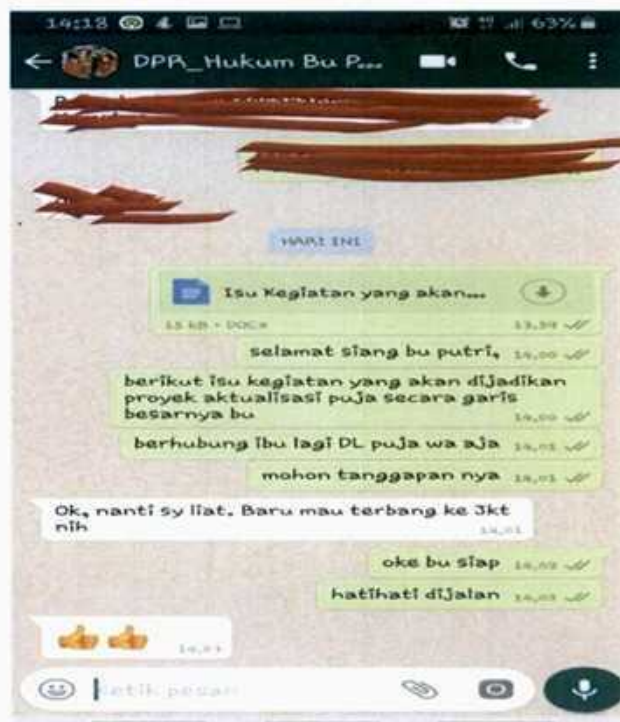 14:13 63%
DPR_Hukum Bu P...
HARI INI
Isu Kegiatan yang akan...
13 kB • DOCX 13.59
selamat siang bu putri, 14.00
berikut isu kegiatan yang akan dijadikan
proyek aktualisasi puja secara garis
besarnya bu 14.00
berhubung ibu lagi DL puja wa aja 14.01
mohon tanggapan nya 14.01
Ok, nanti sy liat. Baru mau terbang ke Jkt
nih 14.01
oke bu siap 14.02
hatihati dijalan 14.03
Ketik pesan